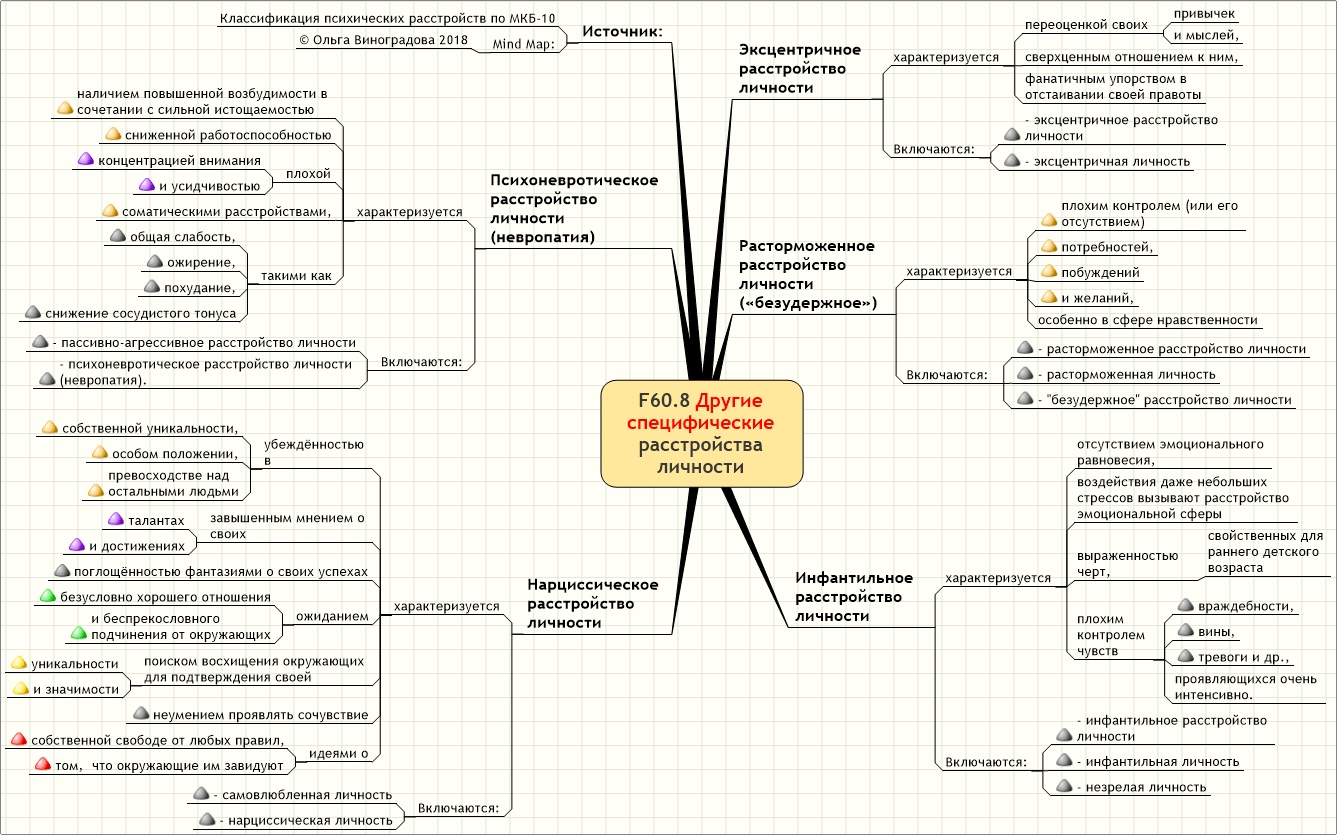 Классификация психических расстройств по МКБ-10
© Ольга Виноградова 2018
Mind Map:
Источник:
F60.8 Другие
специфические
расстройства
личности
Эксцентричное
расстройство
личности
характеризуется
переоценкой своих
привычек
и мыслей,
сверхценным отношением к ним,
фанатичным упорством в
отстаивании своей правоты
Включаются:
- эксцентричное расстройство
личности
- эксцентричная личность
Расторможенное
расстройство
личности
(«безудержное»)
характеризуется
плохим контролем (или его
отсутствием)
потребностей,
побуждений
и желаний,
особенно в сфере нравственности
Включаются:
- расторможенное расстройство личности
- расторможенная личность
- "безудержное" расстройство личности
Инфантильное
расстройство
личности
характеризуется
отсутствием эмоционального
равновесия,
воздействия даже небольших
стрессов вызывают расстройство
эмоциональной сферы
выраженностью
черт,
свойственных для
раннего детского
возраста
плохим
контролем
чувств
враждебности,
вины,
тревоги и др.,
проявляющихся очень
интенсивно.
Включаются:
- инфантильное расстройство
личности
- инфантильная личность
- незрелая личность
Психоневротическое
расстройство
личности
(невропатия)
характеризуется
наличием повышенной возбудимости в
сочетании с сильной истощаемостью
сниженной работоспособностью
плохой
концентрацией внимания
и усидчивостью
соматическими расстройствами,
такими как
общая слабость,
ожирение,
похудание,
снижение сосудистого тонуса
Включаются:
- пассивно-агрессивное расстройство личности
- психоневротическое расстройство личности
(невропатия).
Нарциссическое
расстройство
личности
характеризуется
убеждённостью
в
собственной уникальности,
особом положении,
превосходстве над
остальными людьми
завышенным мнением о
своих
талантах
и достижениях
поглощённостью фантазиями о своих успехах
ожиданием
безусловно хорошего отношения
и беспрекословного
подчинения от окружающих
поиском восхищения окружающих
для подтверждения своей
уникальности
и значимости
неумением проявлять сочувствие
идеями о
собственной свободе от любых правил,
том, что окружающие им завидуют
Включаются:
- самовлюбленная личность
- нарциссическая личность